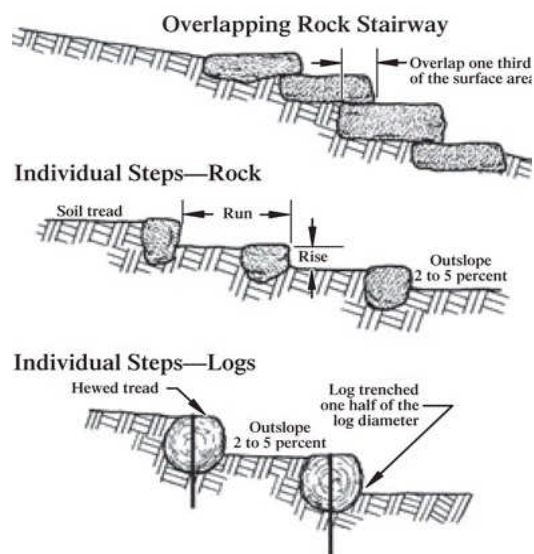 Overlapping Rock Stairway
Overlap one third
of the surface area
Individual Steps—Rock
Soil tread
Run
Rise
Outslope
2 to 5 percent
Individual Steps—Logs
Hewed tread
Outslope
2 to 5 percent
Log trenched
one half of the
log diameter